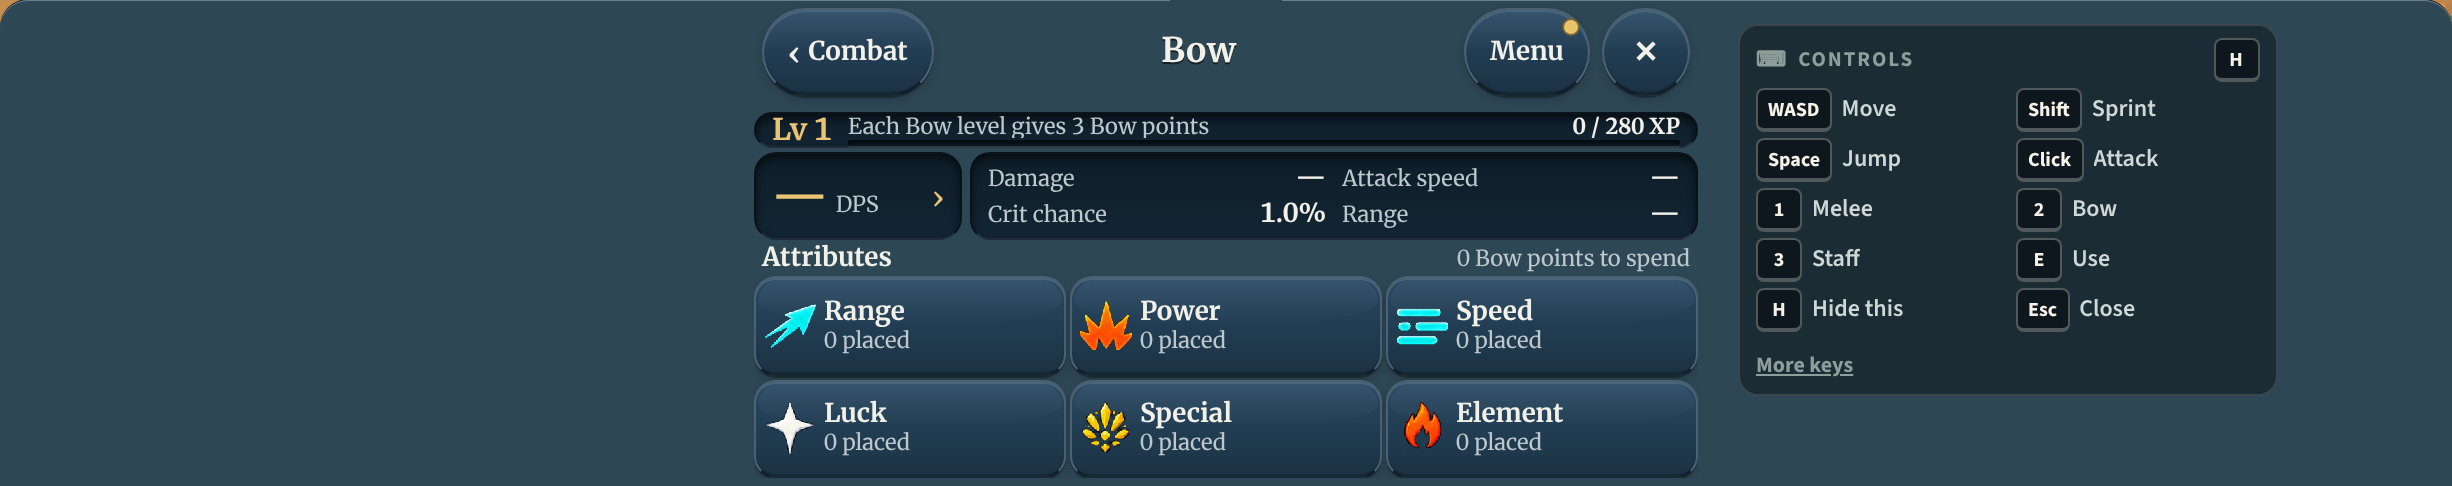 ‹ Combat
Bow
Menu
×
Lv 1
Each Bow level gives 3 Bow points
0 / 280 XP
— DPS ›
Damage —
Attack speed —
Crit chance 1.0%
Range —
Attributes
0 Bow points to spend
Range
0 placed
Power
0 placed
Speed
0 placed
Luck
0 placed
Special
0 placed
Element
0 placed
CONTROLS
H
WASD Move
Shift Sprint
Space Jump
Click Attack
1 Melee
2 Bow
3 Staff
E Use
H Hide this
Esc Close
More keys